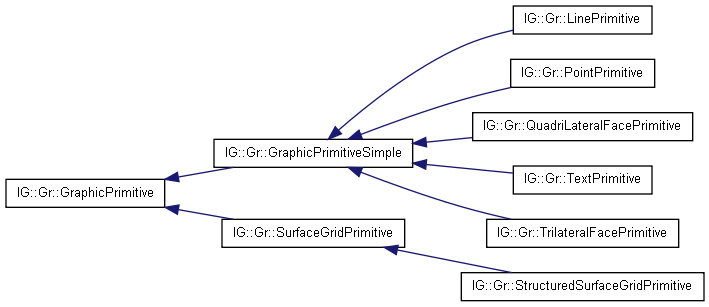 IG::Gr::LinePrimitive
IG::Gr::PointPrimitive
IG::Gr::QuadriLateralFacePrimitive
IG::Gr::GraphicPrimitiveSimple
IG::Gr::TextPrimitive
IG::Gr::GraphicPrimitive
IG::Gr::SurfaceGridPrimitive
IG::Gr::TrilateralFacePrimitive
IG::Gr::StructuredSurfaceGridPrimitive